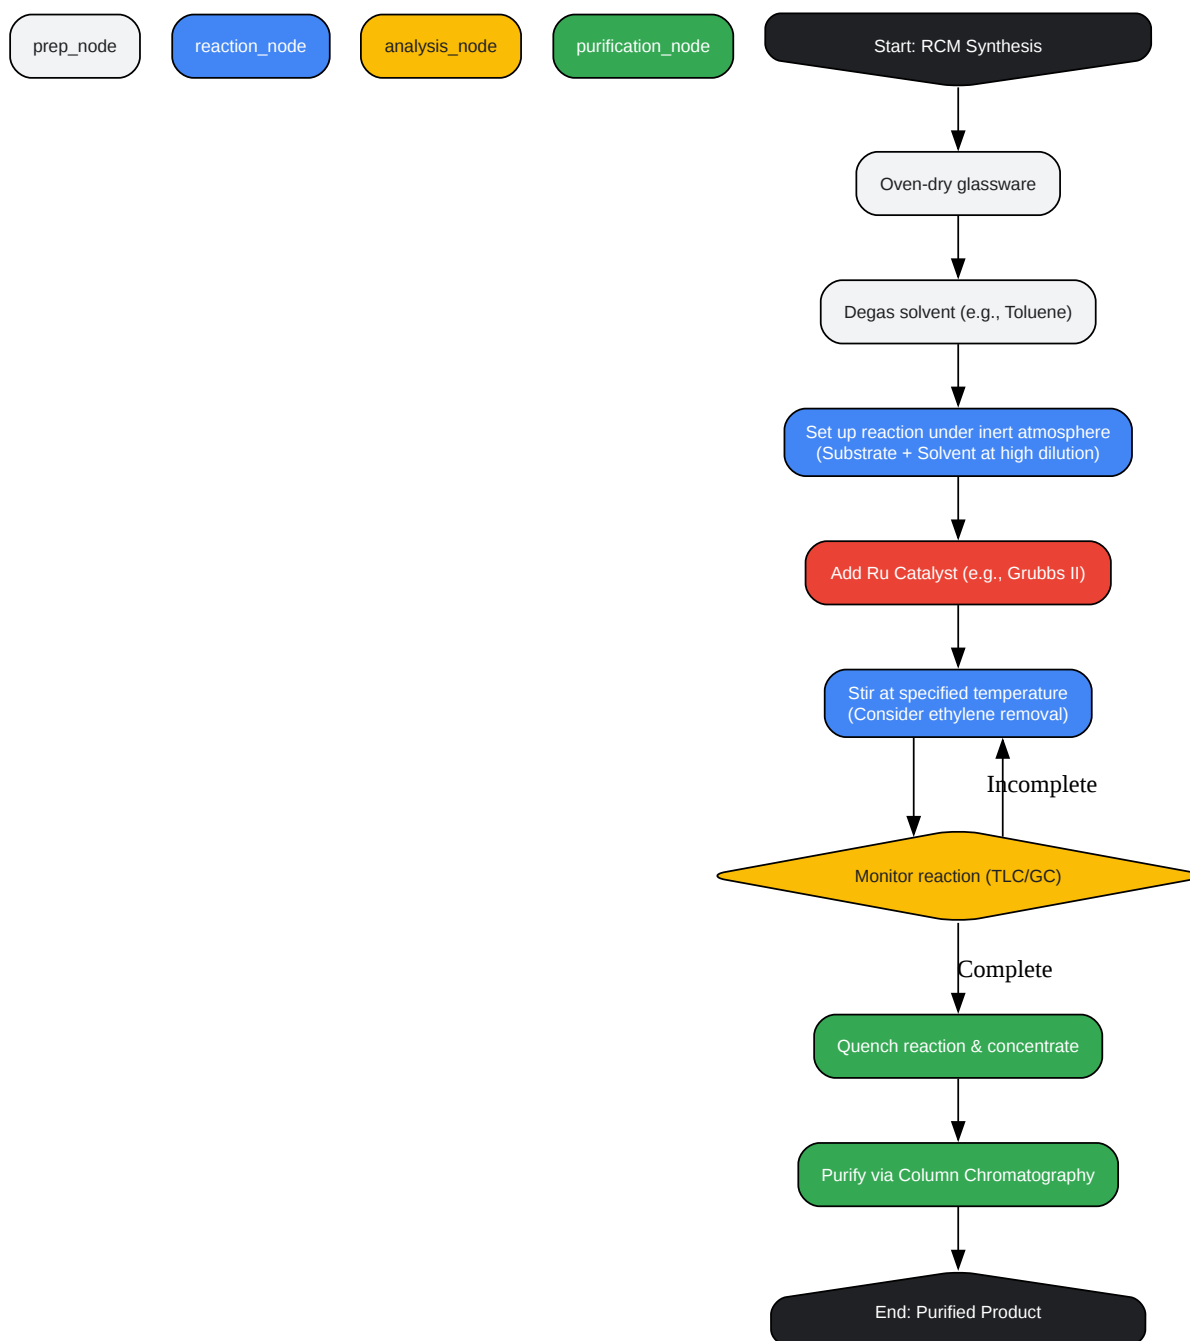 prep_node
reaction_node
analysis_node
purification_node
Start: RCM Synthesis
Oven-dry glassware
Degas solvent (e.g., Toluene)
Set up reaction under inert atmosphere
(Substrate + Solvent at high dilution)
Add Ru Catalyst (e.g., Grubbs II)
Stir at specified temperature
(Consider ethylene removal)
Incomplete
Monitor reaction (TLC/GC)
Complete
Quench reaction & concentrate
Purify via Column Chromatography
End: Purified Product